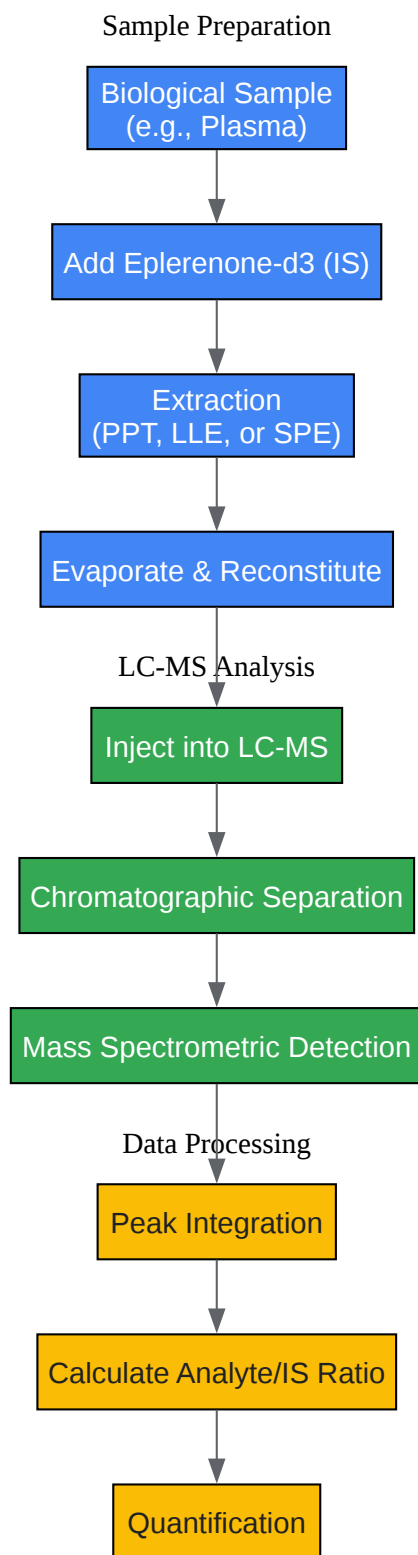 Sample Preparation
Biological Sample
(e.g., Plasma)
Add Eplerenone-d3 (IS)
Extraction
(PPT, LLE, or SPE)
Evaporate & Reconstitute
LC-MS Analysis
Inject into LC-MS
Chromatographic Separation
Mass Spectrometric Detection
Data Processing
Peak Integration
Calculate Analyte/IS Ratio
Quantification